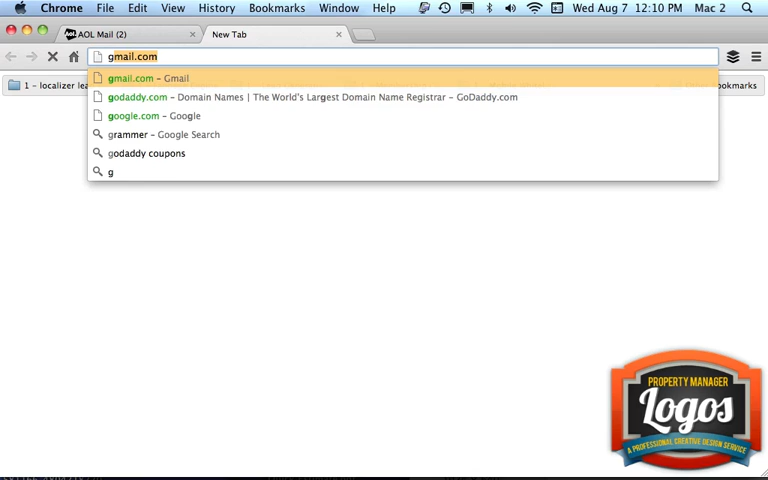 Chrome File Edit View History Bookmarks Window Help Wed Aug 7 12:10 PM Mac 2
AOL Mail (2) New Tab
gmail.com
gmail.com – Gmail
1 – localizer lea
okmarks
godaddy.com – Domain Names | The World's Largest Domain Name Registrar – GoDaddy.com
google.com – Google
grammer – Google Search
godaddy coupons
g
PROPERTY MANAGER
Logos
A PROFESSIONAL CREATIVE DESIGN SERVICE